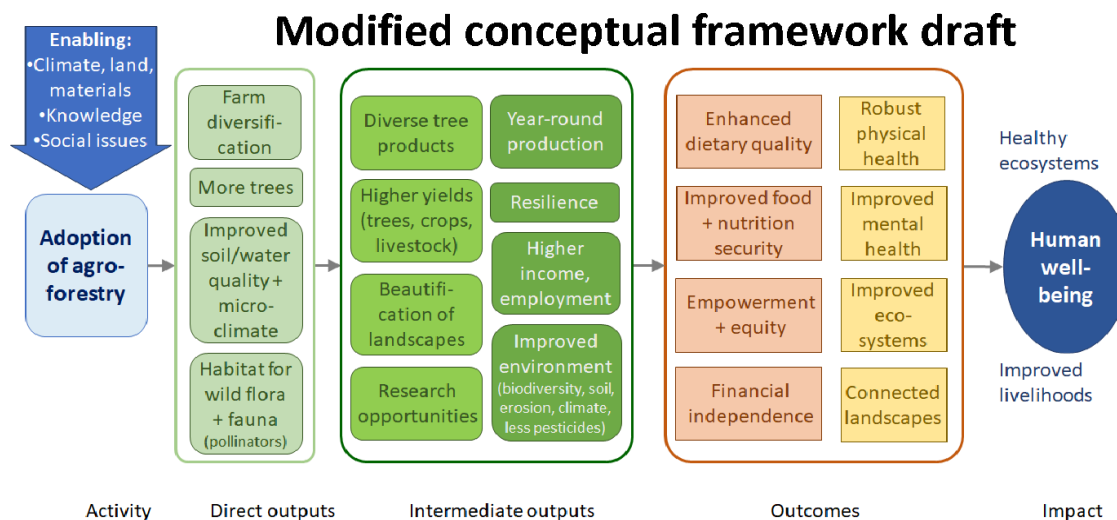 Modified conceptual framework draft
Enabling:
•Climate, land,
materials
•Knowledge
•Social issues
Adoption
of agro-
forestry
Farm
diversifi-
cation
More trees
Improved
soil/water
quality +
micro-
climate
Habitat for
wild flora
+ fauna
(pollinators)
Diverse tree
products
Higher yields
(trees, crops,
livestock)
Beautifi-
cation of
landscapes
Research
opportunities
Year-round
production
Resilience
Higher
income,
employment
Improved
environment
(biodiversity, soil,
erosion, climate,
less pesticides)
Enhanced
dietary quality
Improved food
+ nutrition
security
Empowerment
+ equity
Financial
independence
Robust
physical
health
Improved
mental
health
Improved
eco-
systems
Connected
landscapes
Healthy
ecosystems
Human
well-
being
Improved
livelihoods
Activity
Direct outputs
Intermediate outputs
Outcomes
Impact